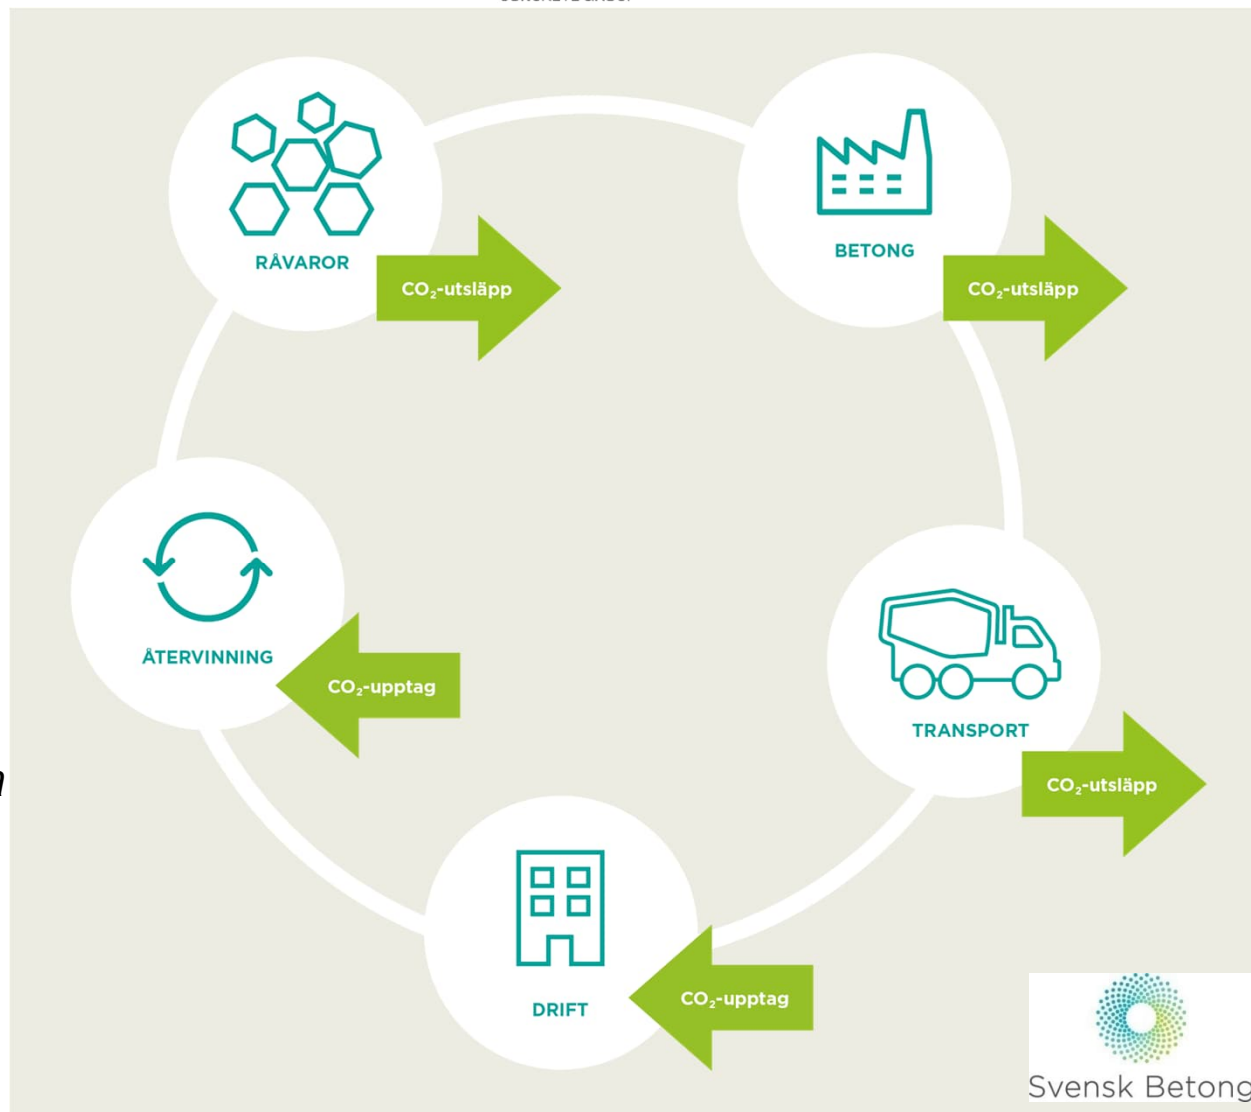 RÅVAROR
CO₂-utsläpp
BETONG
CO₂-utsläpp
ÅTERVINNING
CO₂-upptag
TRANSPORT
CO₂-utsläpp
DRIFT
CO₂-upptag
Svensk Betong